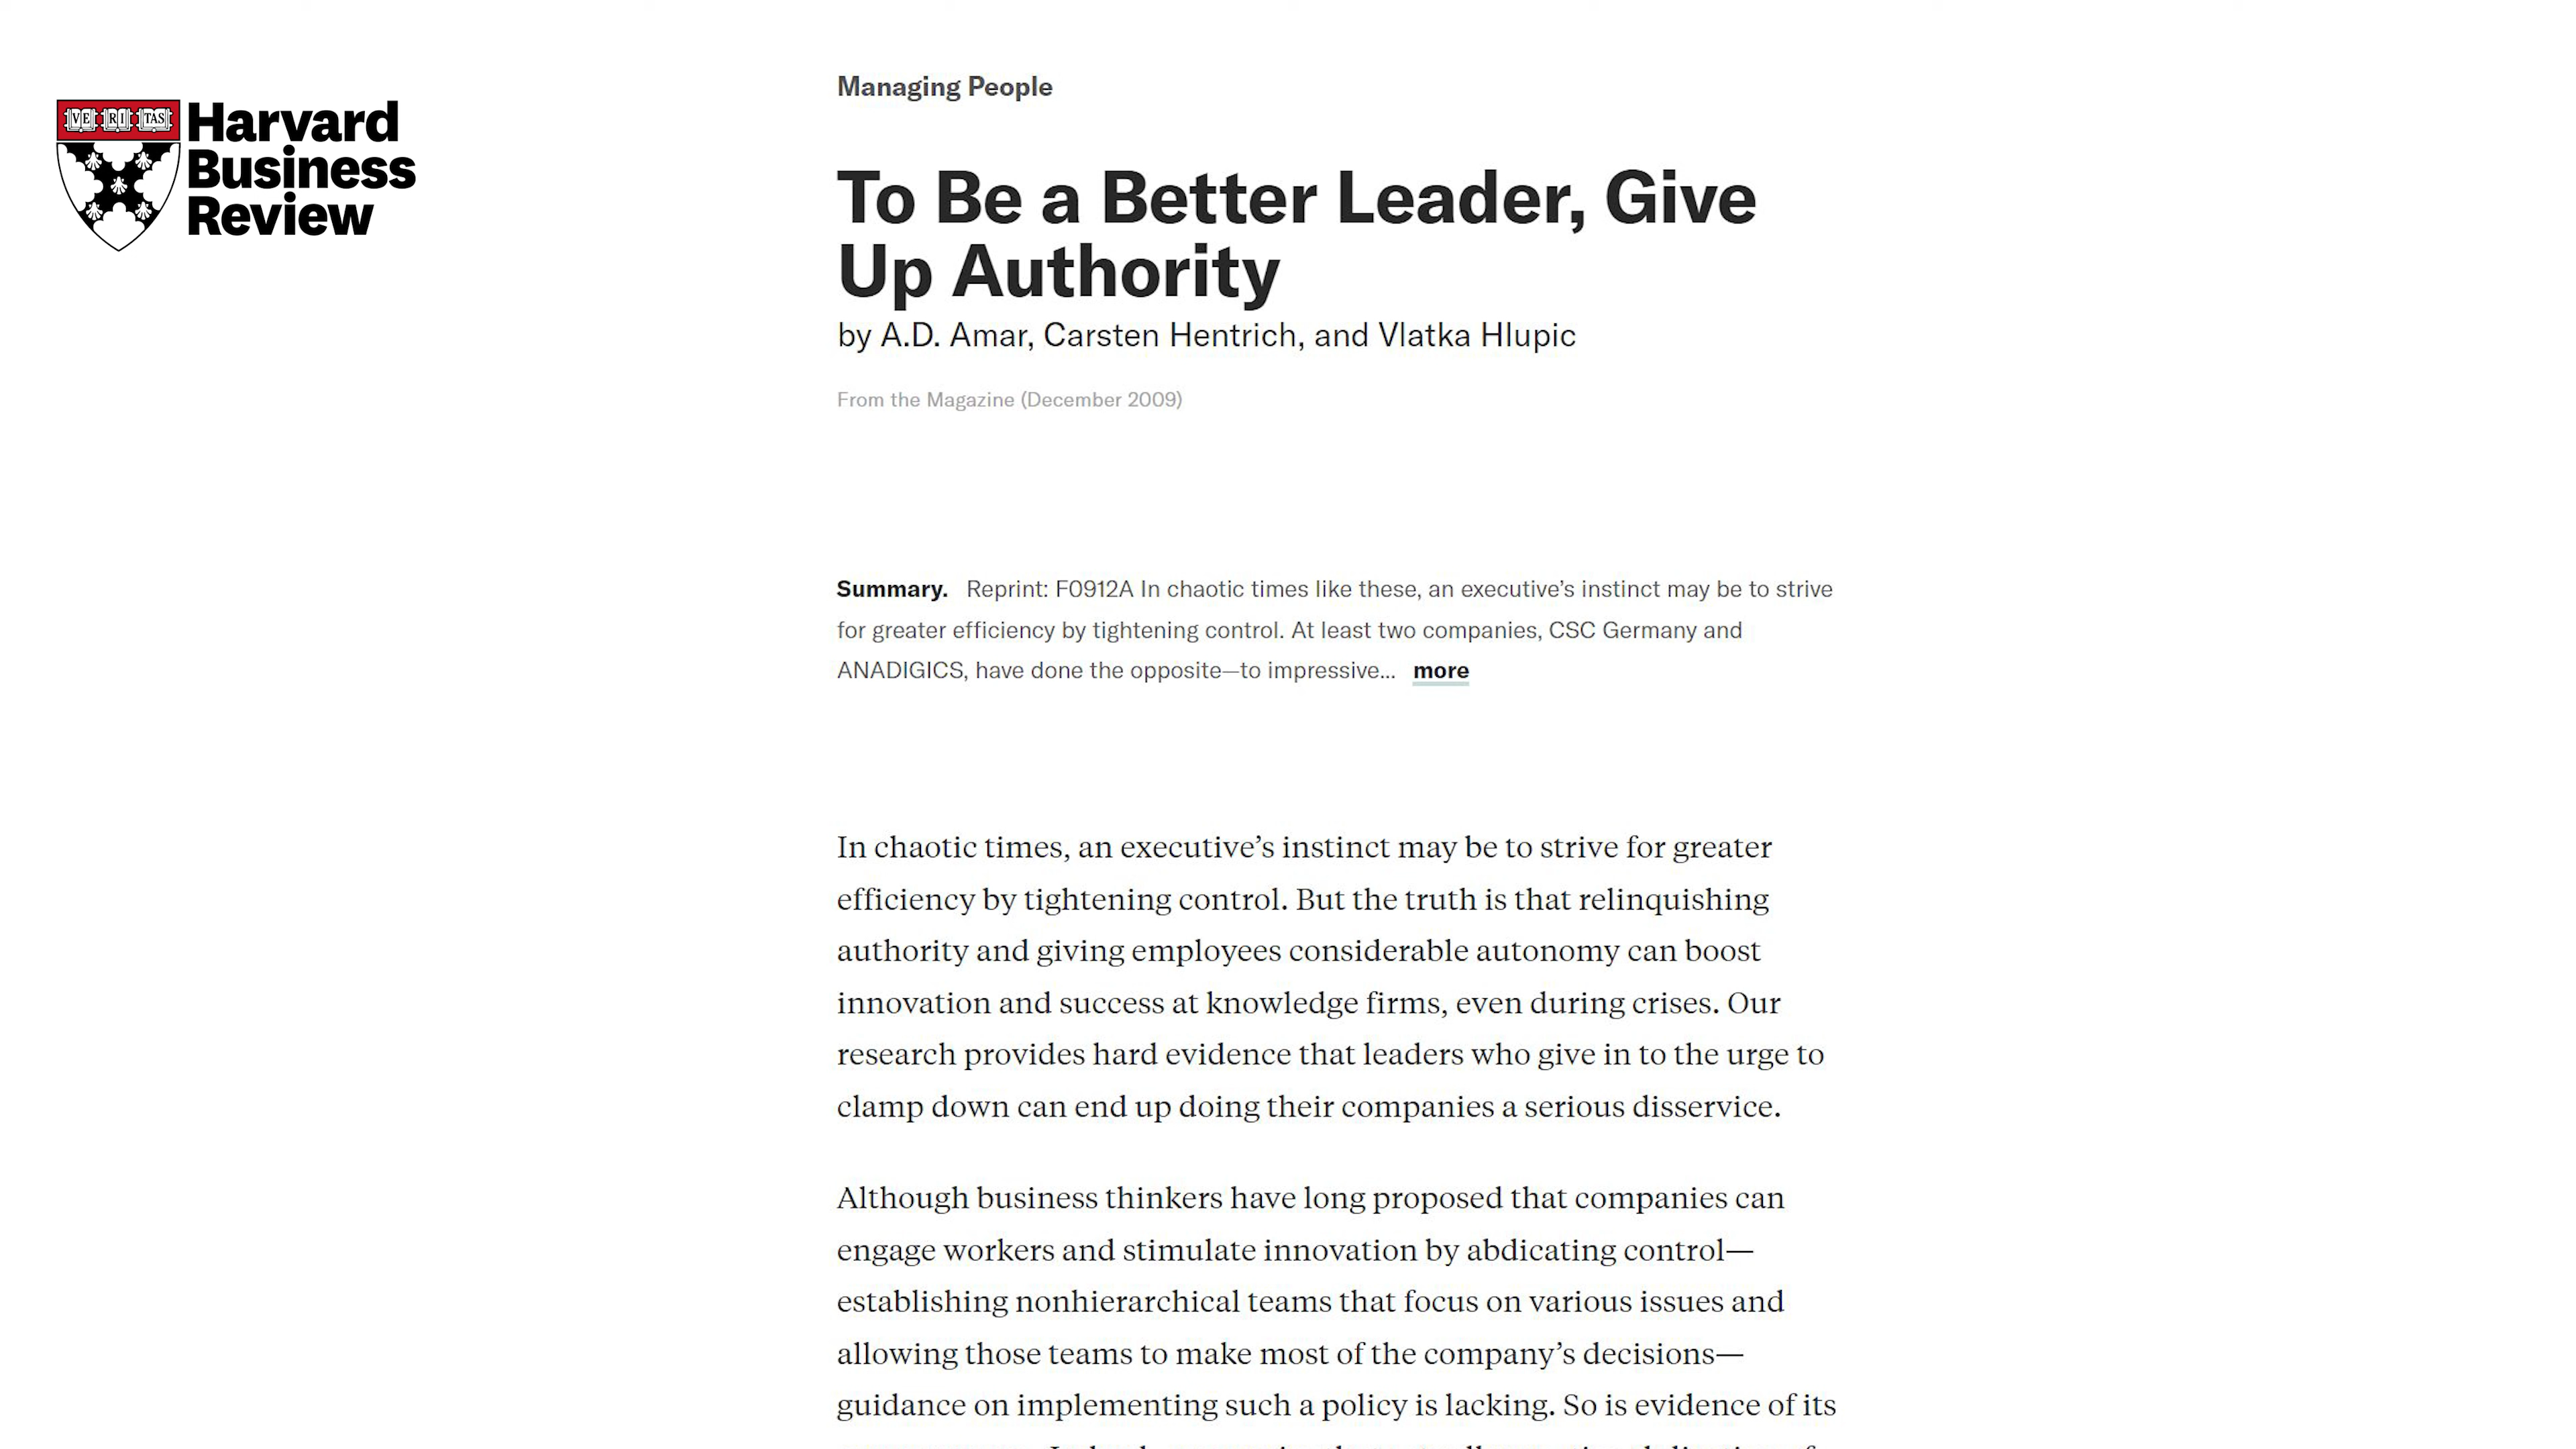 VE RI TAS
Harvard
Business
Review
Managing People
To Be a Better Leader, Give
Up Authority
by A.D. Amar, Carsten Hentrich, and Vlatka Hlupic
From the Magazine (December 2009)
Summary. Reprint: F0912A In chaotic times like these, an executive’s instinct may be to strive
for greater efficiency by tightening control. At least two companies, CSC Germany and
ANADIGICS, have done the opposite—to impressive... more
In chaotic times, an executive’s instinct may be to strive for greater
efficiency by tightening control. But the truth is that relinquishing
authority and giving employees considerable autonomy can boost
innovation and success at knowledge firms, even during crises. Our
research provides hard evidence that leaders who give in to the urge to
clamp down can end up doing their companies a serious disservice.
Although business thinkers have long proposed that companies can
engage workers and stimulate innovation by abdicating control—
establishing nonhierarchical teams that focus on various issues and
allowing those teams to make most of the company’s decisions—
guidance on implementing such a policy is lacking. So is evidence of its